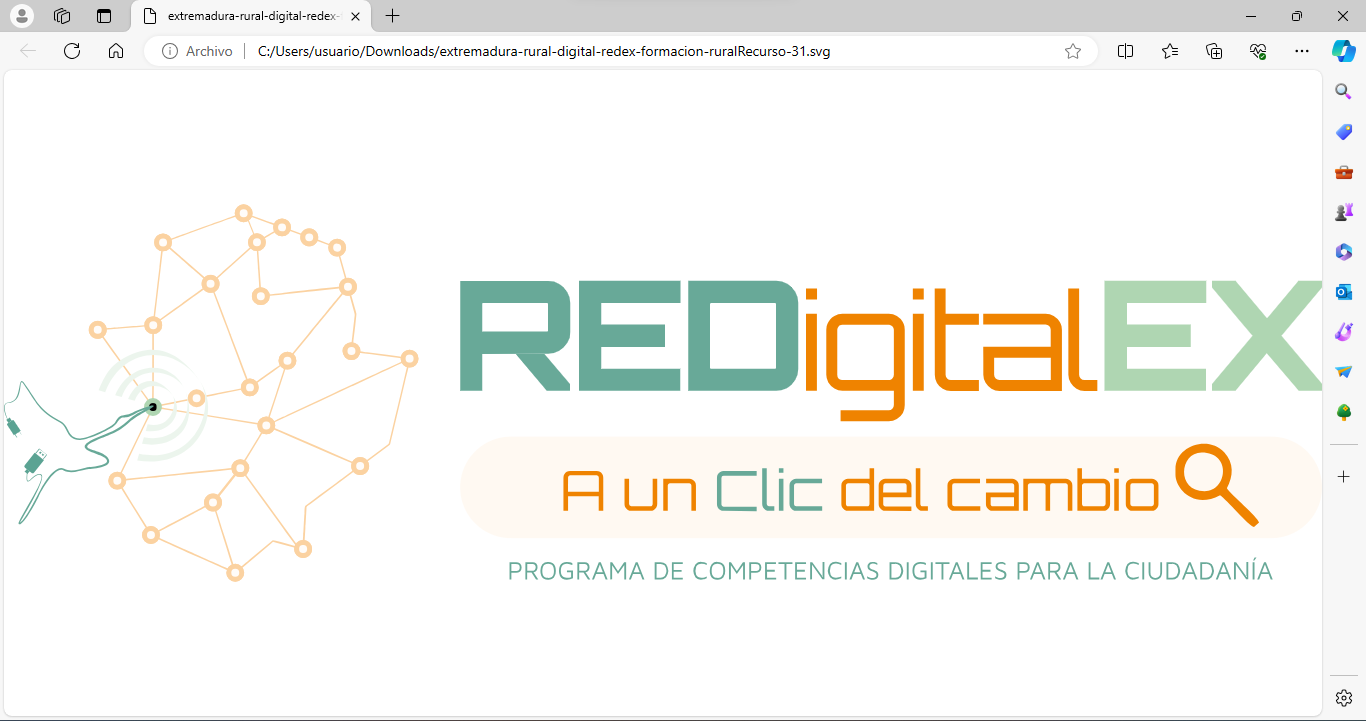 extremadura-rural-digital-redex-
Archivo
C:/Users/usuario/Downloads/extremadura-rural-digital-redex-formacion-ruralRecurso-31.svg
REDigitalEX
A un Clic del cambio
PROGRAMA DE COMPETENCIAS DIGITALES PARA LA CIUDADANÍA